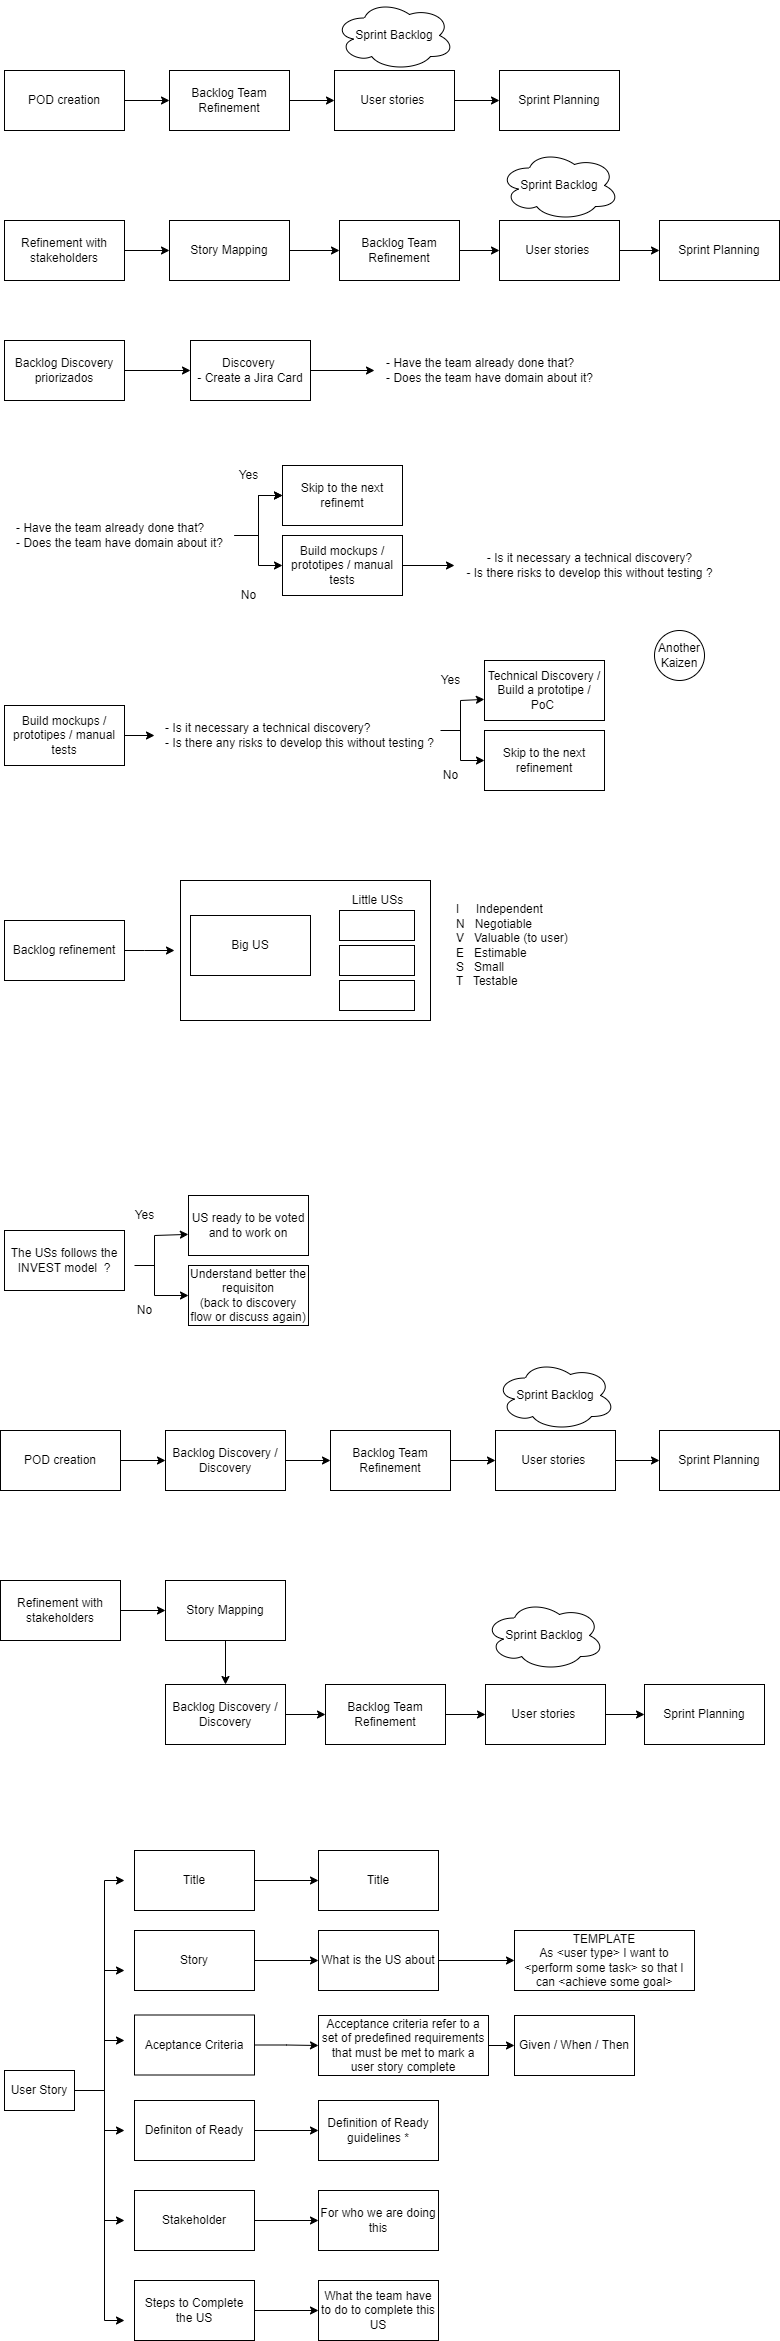 Sprint Backlog
POD creation
Backlog Team
Refinement
User stories
Sprint Planning
Sprint Backlog
Refinement with
stakeholders
Story Mapping
Backlog Team
Refinement
User stories
Sprint Planning
Backlog Discovery
priorizados
Discovery
- Create a Jira Card
- Have the team already done that?
- Does the team have domain about it?
Yes
Skip to the next
refinemt
- Have the team already done that?
- Does the team have domain about it?
Build mockups /
prototipes / manual
tests
No
- Is it necessary a technical discovery?
- Is there risks to develop this without testing ?
Another
Kaizen
Yes
Technical Discovery /
Build a prototipe /
PoC
Build mockups /
prototipes / manual
tests
- Is it necessary a technical discovery?
- Is there any risks to develop this without testing ?
Skip to the next
refinement
No
Backlog refinement
Big US
Little USs
I Independent
N Negotiable
V Valuable (to user)
E Estimable
S Small
T Testable
Yes
US ready to be voted
and to work on
The USs follows the
INVEST model ?
No
Understand better the
requisiton
(back to discovery
flow or discuss again)
Sprint Backlog
POD creation
Backlog Discovery /
Discovery
Backlog Team
Refinement
User stories
Sprint Planning
Refinement with
stakeholders
Story Mapping
Sprint Backlog
Backlog Discovery /
Discovery
Backlog Team
Refinement
User stories
Sprint Planning
User Story
Title
Title
Story
What is the US about
TEMPLATE
As <user type> I want to
<perform some task> so that I
can <achieve some goal>
Aceptance Criteria
Acceptance criteria refer to a
set of predefined requirements
that must be met to mark a
user story complete
Given / When / Then
Definiton of Ready
Definition of Ready
guidelines *
Stakeholder
For who we are doing
this
Steps to Complete
the US
What the team have
to do to complete this
US